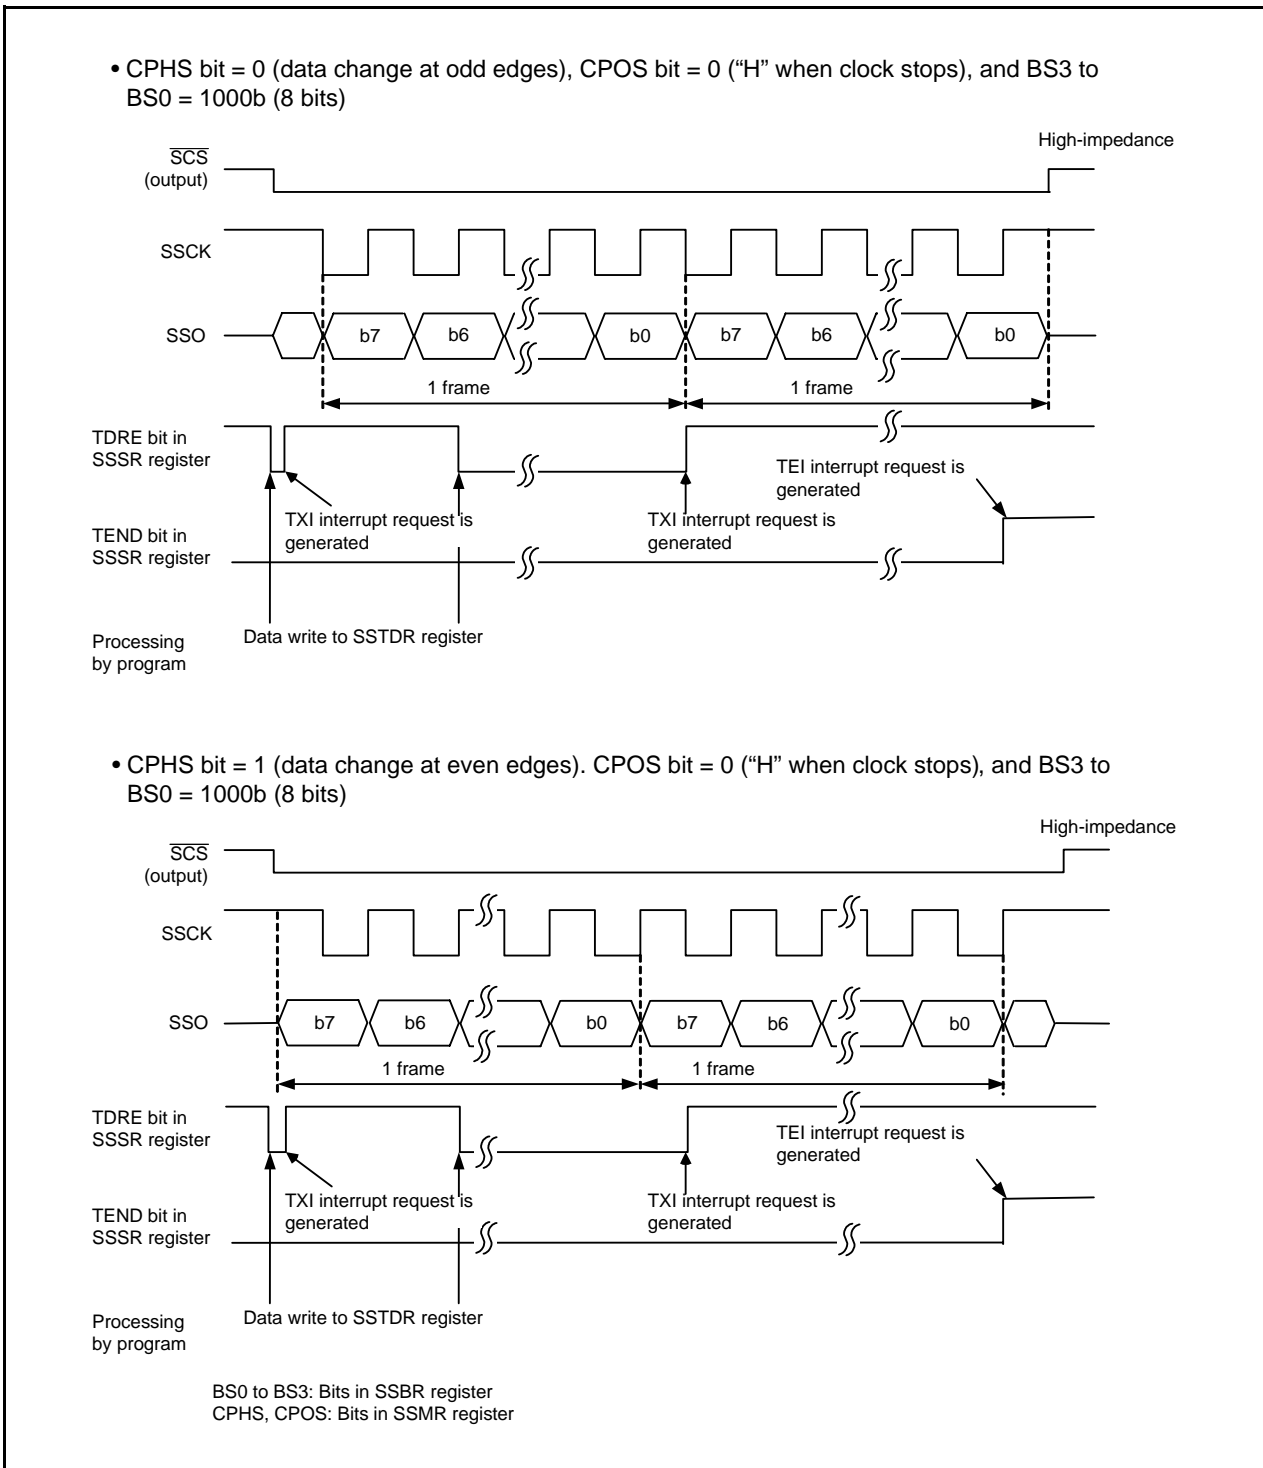 • CPHS bit = 0 (data change at odd edges), CPOS bit = 0 (“H” when clock stops), and BS3 to
BS0 = 1000b (8 bits)
High-impedance
SCS
(output)
SSCK
SSO
b7
b6
b0
b7
b6
b0
1 frame
1 frame
TDRE bit in
SSSR register
TEI interrupt request is
generated
TXI interrupt request is
generated
TXI interrupt request is
generated
TEND bit in
SSSR register
Processing
by program
Data write to SSTDR register
• CPHS bit = 1 (data change at even edges). CPOS bit = 0 (“H” when clock stops), and BS3 to
BS0 = 1000b (8 bits)
High-impedance
SCS
(output)
SSCK
SSO
b7
b6
b0
b7
b6
b0
1 frame
1 frame
TDRE bit in
SSSR register
TEI interrupt request is
generated
TXI interrupt request is
generated
TXI interrupt request is
generated
TEND bit in
SSSR register
Processing
by program
Data write to SSTDR register
BS0 to BS3: Bits in SSBR register
CPHS, CPOS: Bits in SSMR register